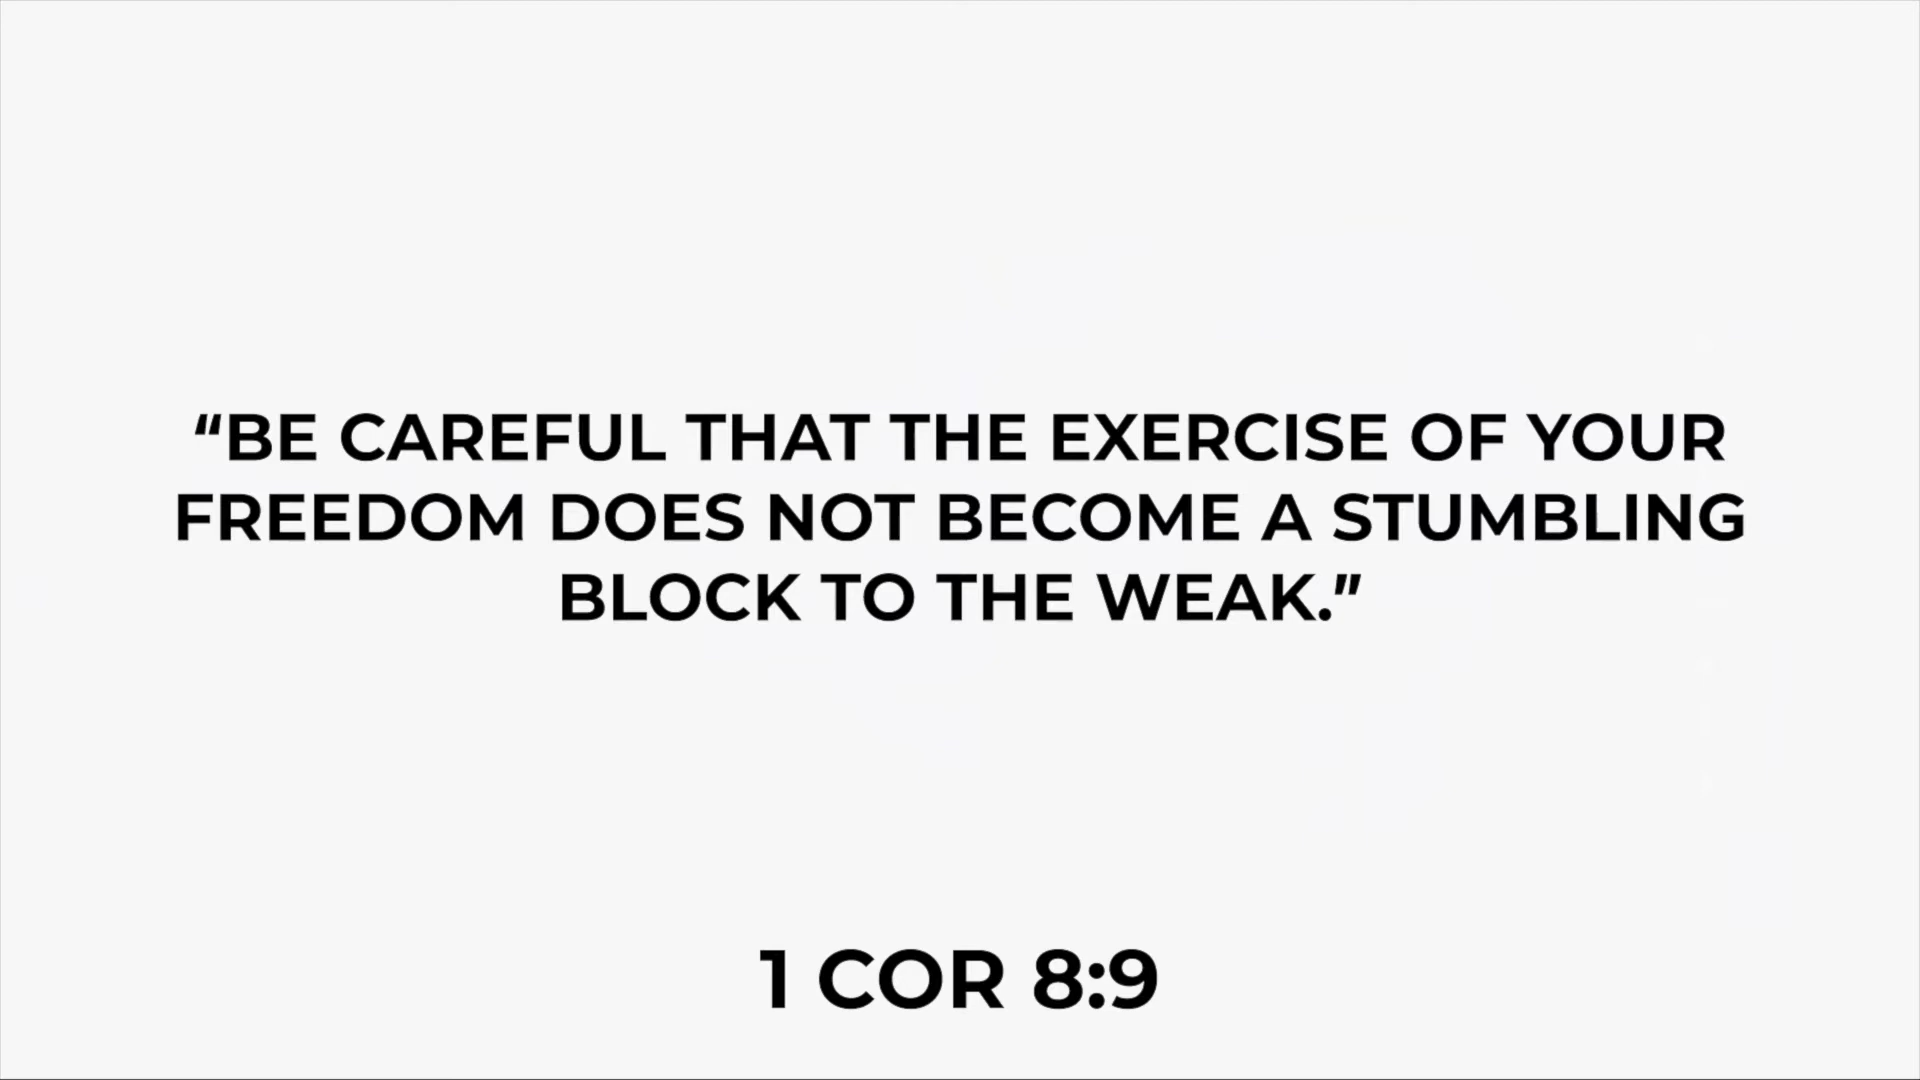 “BE CAREFUL THAT THE EXERCISE OF YOUR
FREEDOM DOES NOT BECOME A STUMBLING
BLOCK TO THE WEAK.”
1 COR 8:9